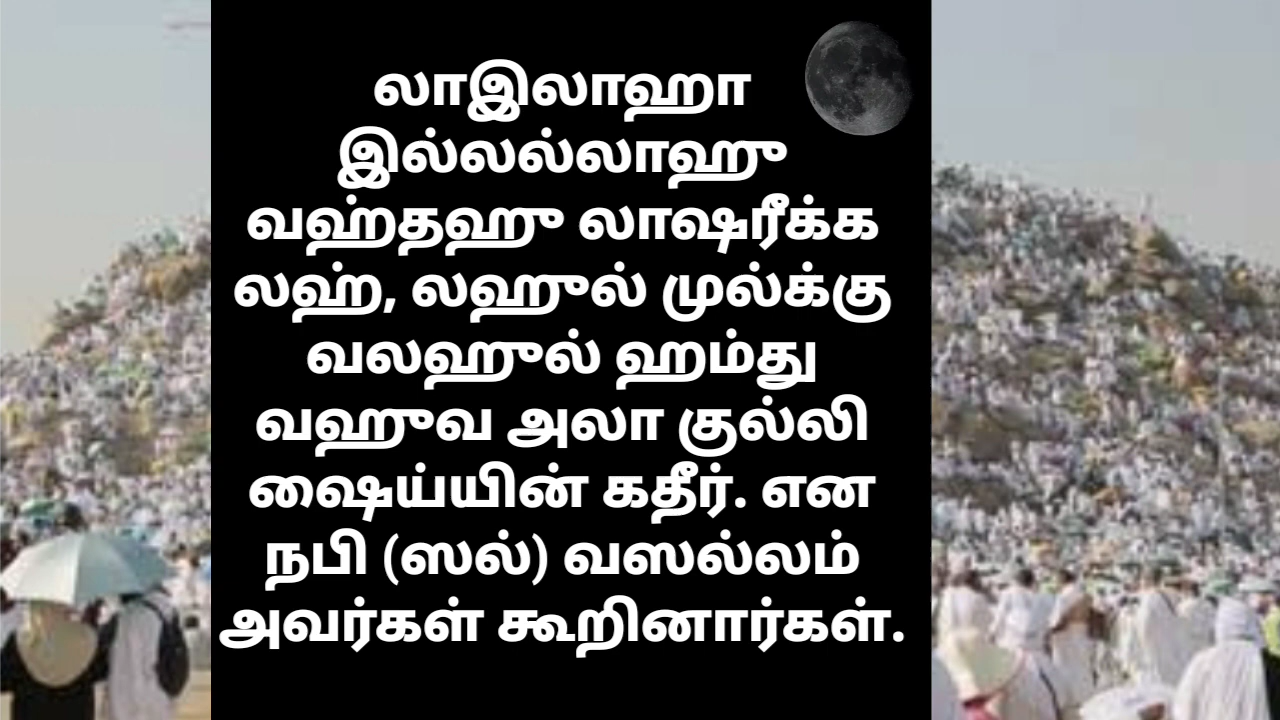 லாஇலாஹா
இல்லல்லாஹு
வஹ்தஹு லாஷரீக்க
லஹ், லஹுல் முல்க்கு
வலஹுல் ஹம்து
வஹுவ அலா குல்லி
ஷைய்யின் கதீர். என
நபி (ஸல்) வஸல்லம்
அவர்கள் கூறினார்கள்.